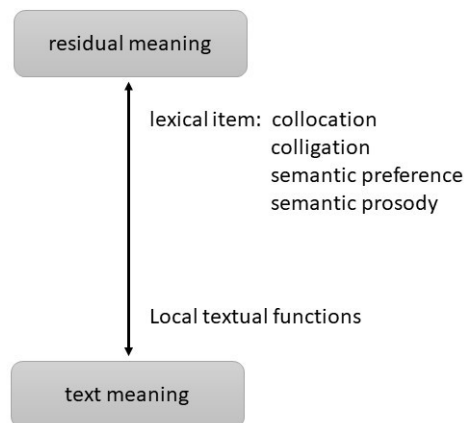 residual meaning
lexical item: collocation
colligation
semantic preference
semantic prosody
Local textual functions
text meaning